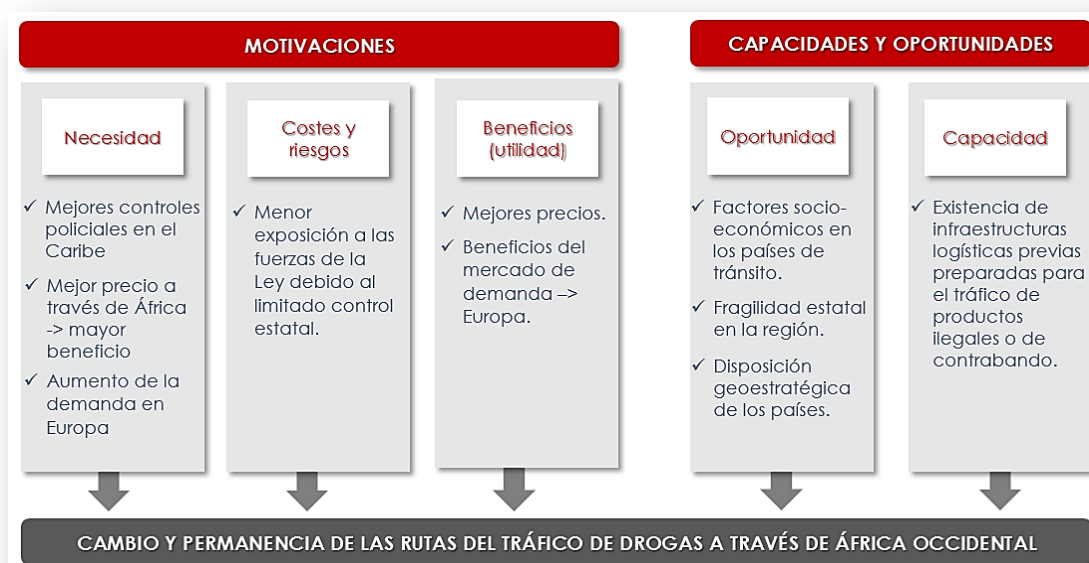 MOTIVACIONES
CAPACIDADES Y OPORTUNIDADES
Necesidad
✓ Mejores controles
policiales en el
Caribe
✓ Mejor precio a
través de África
-> mayor
beneficio
✓ Aumento de la
demanda en
Europa
Costes y
riesgos
✓ Menor
exposición a las
fuerzas de la
Ley debido al
limitado control
estatal.
Beneficios
(utilidad)
✓ Mejores precios.
✓ Beneficios del
mercado de
demanda –>
Europa.
Oportunidad
✓ Factores socio-
económicos en
los países de
tránsito.
✓ Fragilidad estatal
en la región.
✓ Disposición
geoestratégica
de los países.
Capacidad
✓ Existencia de
infraestructuras
logísticas previas
preparadas para
el tráfico de
productos
ilegales o de
contrabando.
CAMBIO Y PERMANENCIA DE LAS RUTAS DEL TRÁFICO DE DROGAS A TRAVÉS DE ÁFRICA OCCIDENTAL